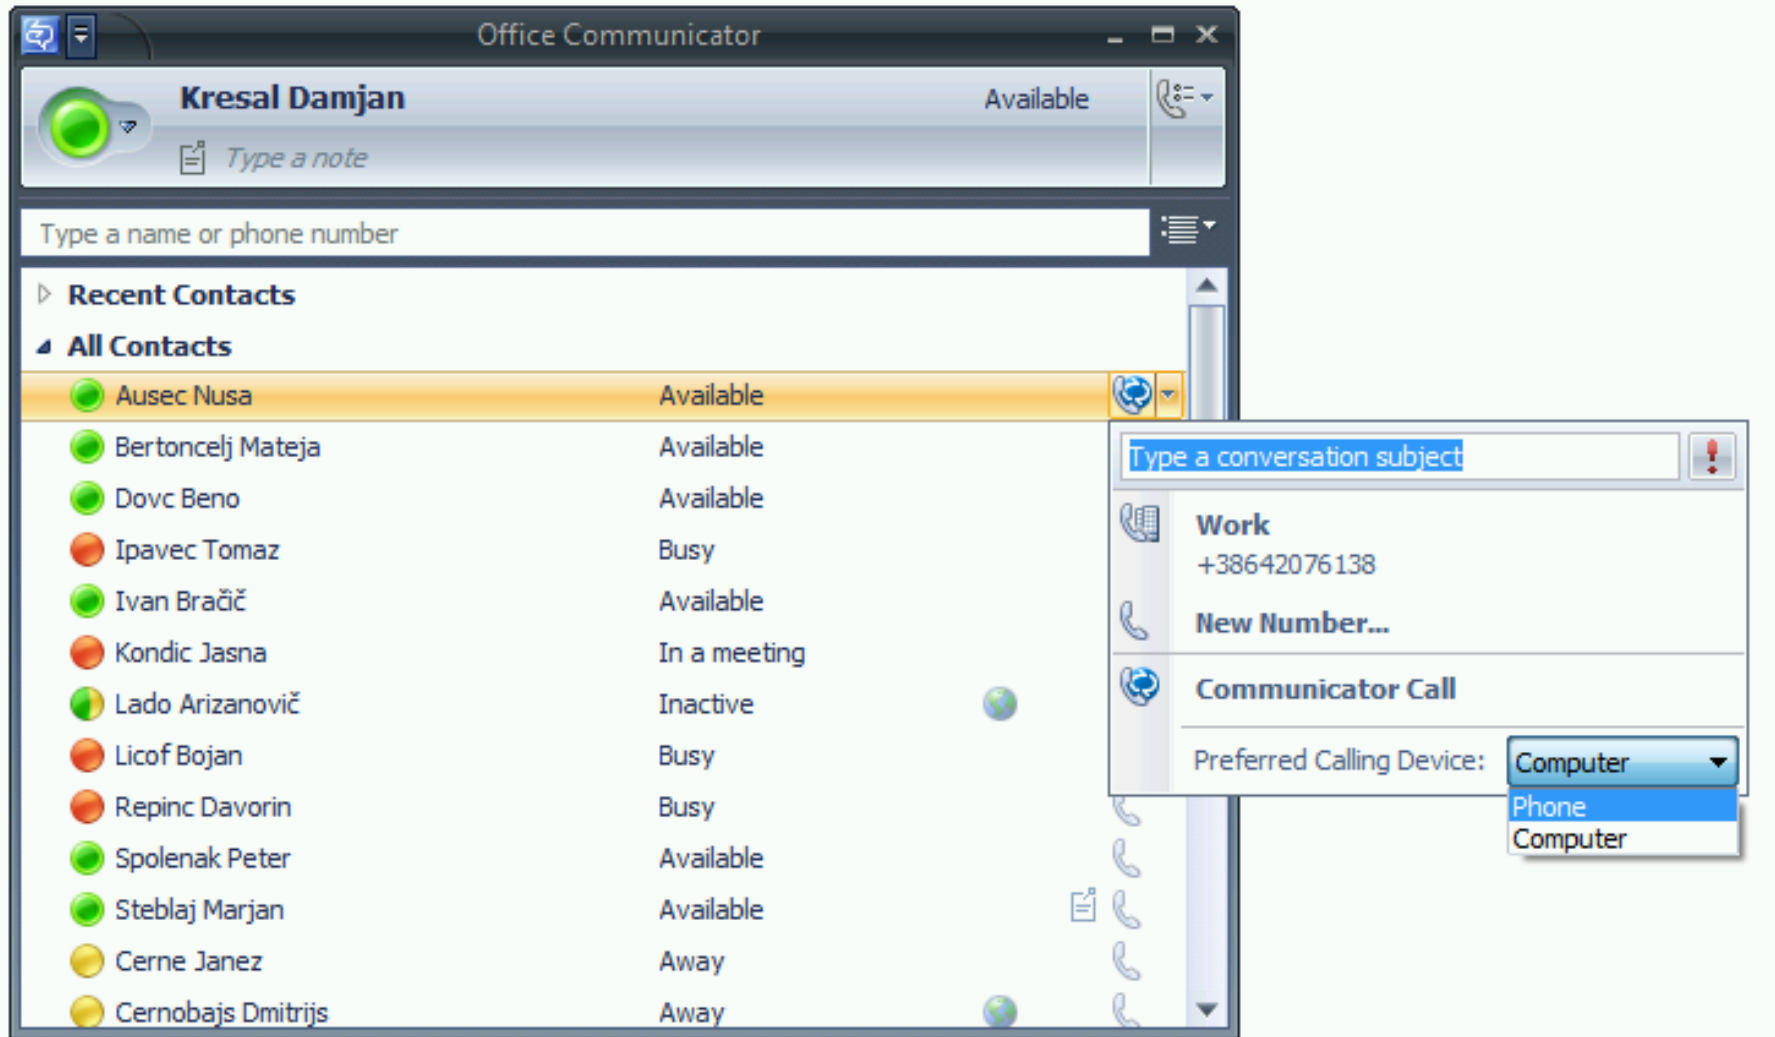 Office Communicator
Kresal Damjan Available
Type a note
Type a name or phone number
Recent Contacts
All Contacts
Ausec Nusa Available
Bertoncelj Mateja Available
Type a conversation subject
Dovc Beno Available
Work
Ipavec Tomaz Busy
+38642076138
Ivan Bračič Available
New Number...
Kondic Jasna In a meeting
Communicator Call
Lado Arizanovič Inactive
Licof Bojan Busy
Preferred Calling Device: Computer
Repinc Davorin Busy
Phone
Computer
Spolenak Peter Available
Steblaj Marjan Available
Cerne Janez Away
Cernobajs Dmitrijs Away